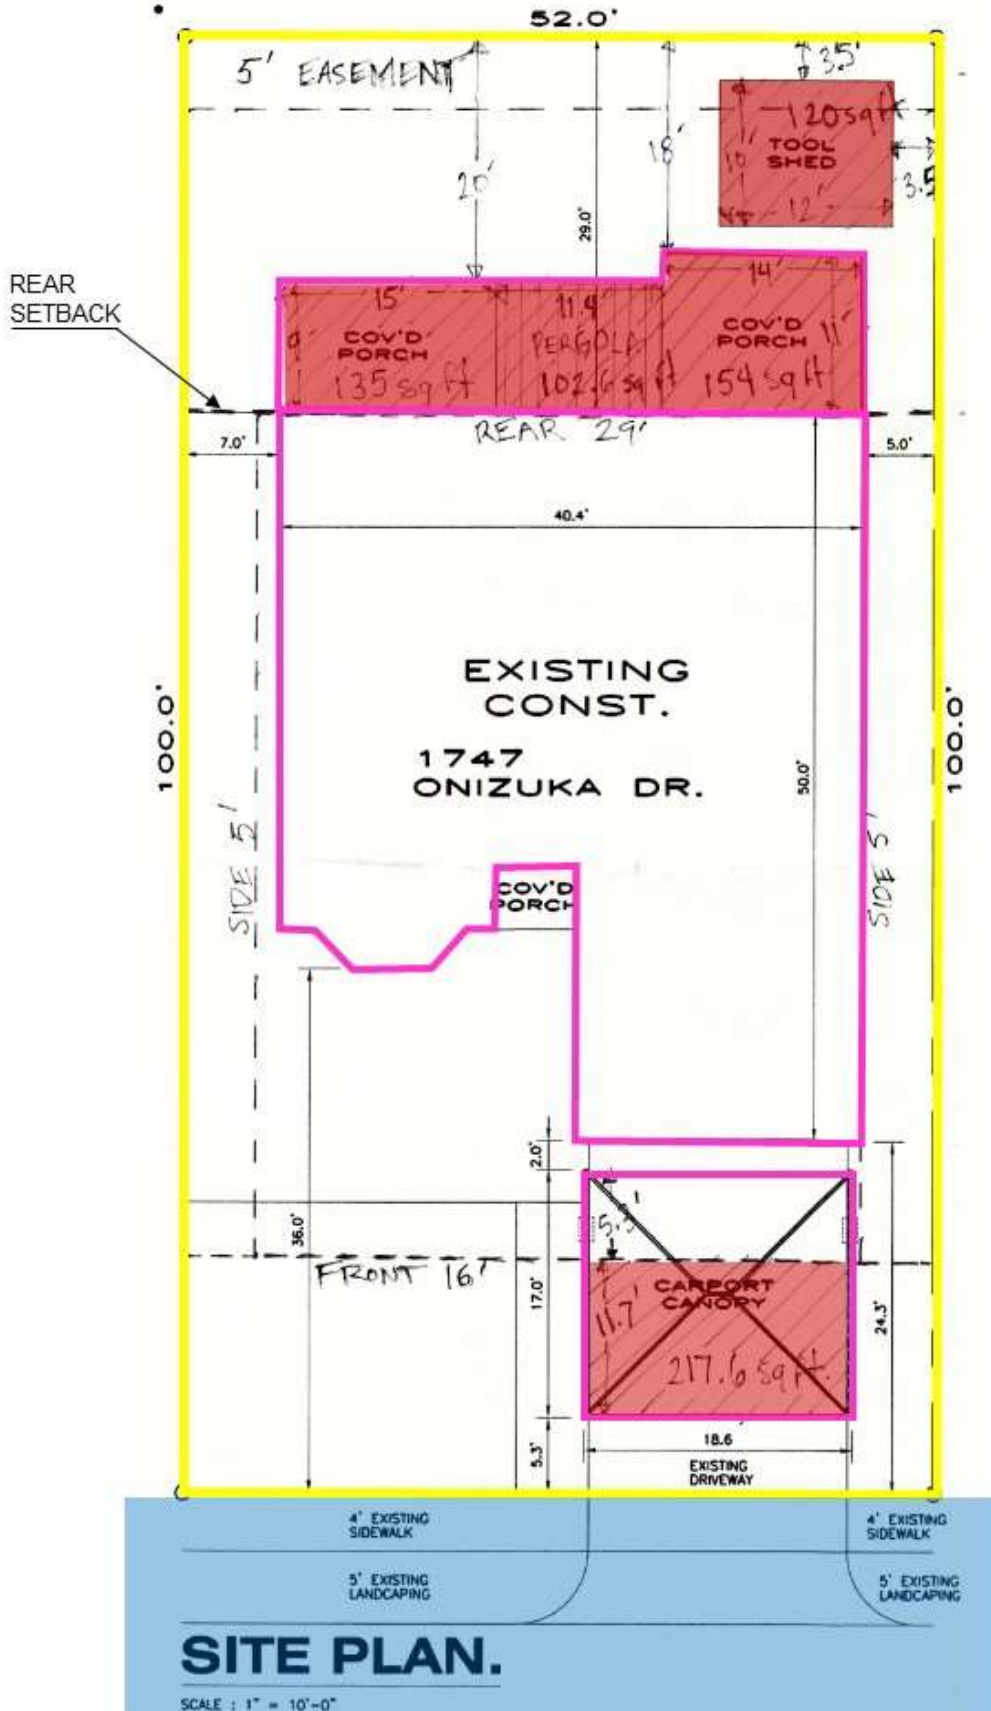 52.0'
5' EASEMENT
3.5'
120 sq ft
TOOL
SHED
10'
12'
3.5
20'
18'
29.0'
REAR
SETBACK
15'
11.4'
14'
9'
COV'D
PORCH
135 sq ft
PERGOLA
102.6 sq ft
COV'D
PORCH
154 sq ft
11'
REAR 29'
7.0'
5.0'
40.4'
EXISTING
CONST.
1747
ONIZUKA DR.
100.0'
100.0'
50.0'
SIDE 5'
SIDE 5'
COV'D
PORCH
2.0'
36.0'
5.3'
FRONT 16'
17.0'
CARPORT
CANOPY
11.7'
217.6 sq ft.
24.3'
5.3'
18.6
EXISTING
DRIVEWAY
4' EXISTING
SIDEWALK
4' EXISTING
SIDEWALK
5' EXISTING
LANDCAPING
5' EXISTING
LANDCAPING
SITE PLAN.
SCALE : 1" = 10'-0"